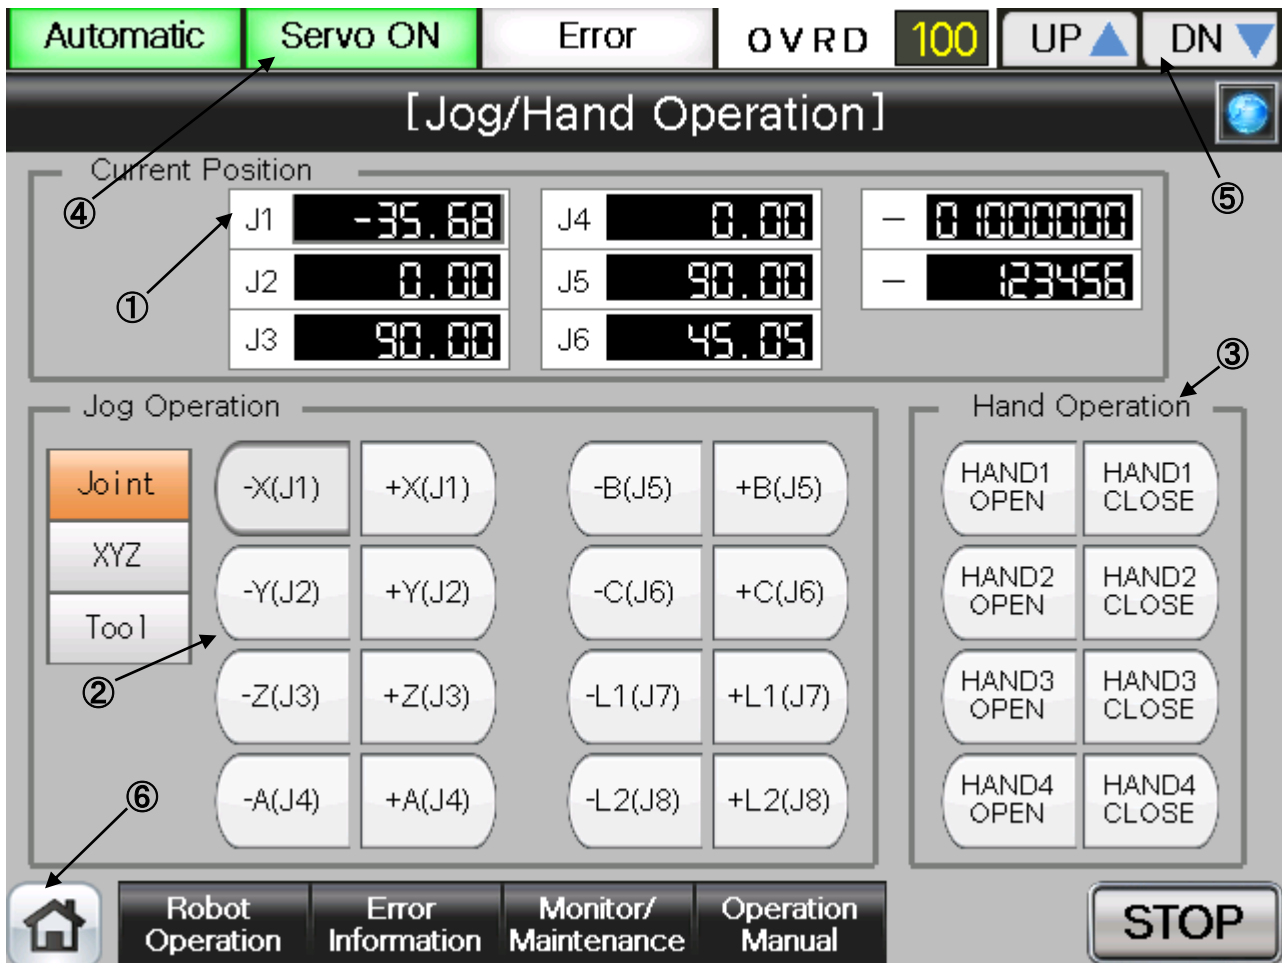 Automatic Servo ON Error OVRD 100 UP DN
[Jog/Hand Operation]
Current Position
④ ⑤
J1 -35.68 J4 0.00 — 01000000
J2 0.00 J5 90.00 — 123456
①
J3 90.00 J6 45.05
③
Jog Operation Hand Operation
Joint -X(J1) +X(J1) -B(J5) +B(J5) HAND1 OPEN HAND1 CLOSE
XYZ
-Y(J2) +Y(J2) -C(J6) +C(J6) HAND2 OPEN HAND2 CLOSE
Tool
② -Z(J3) +Z(J3) -L1(J7) +L1(J7) HAND3 OPEN HAND3 CLOSE
⑥ -A(J4) +A(J4) -L2(J8) +L2(J8) HAND4 OPEN HAND4 CLOSE
Robot Operation Error Information Monitor/ Maintenance Operation Manual STOP